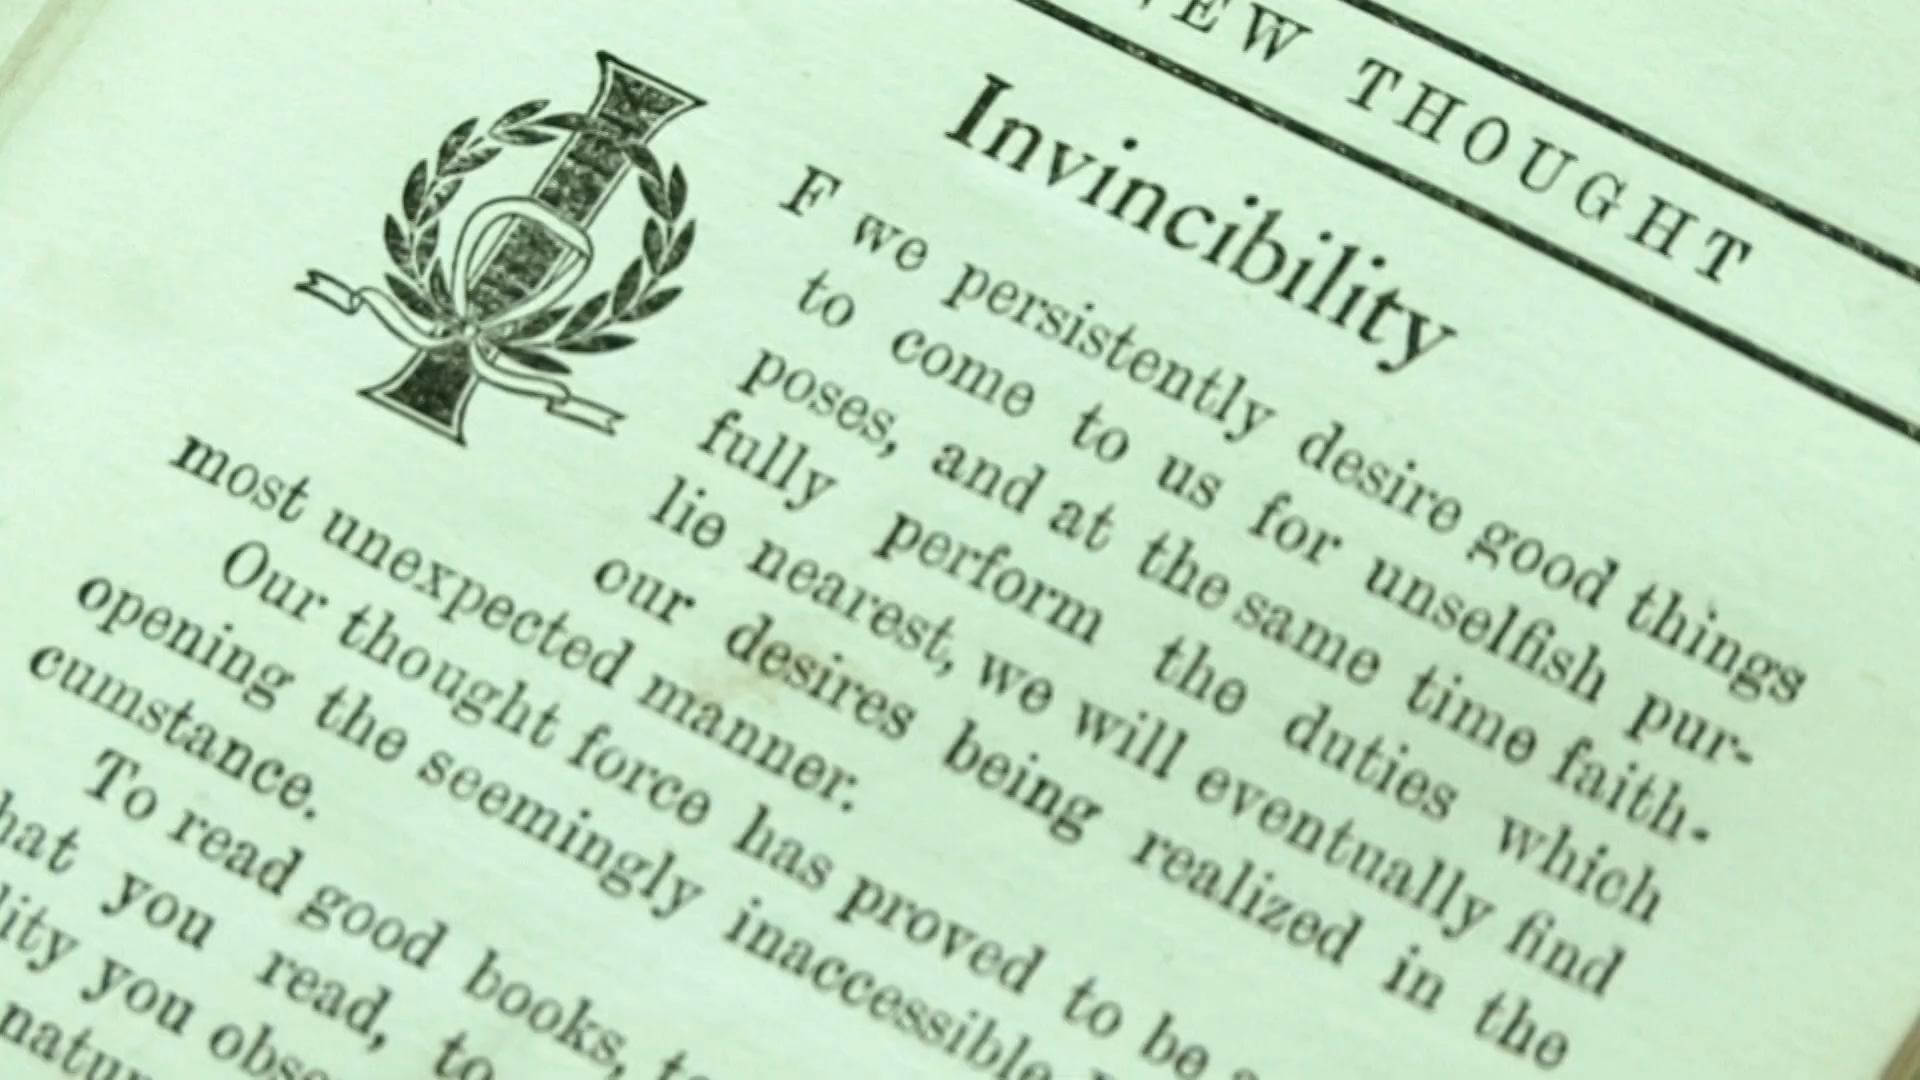 NEW THOUGHT
Invincibility
IF we persistently desire good things
to come to us for unselfish pur-
poses, and at the same time faith-
fully perform the duties which
lie nearest, we will eventually find
our desires being realized in the
most unexpected manner.
Our thought force has proved to be
opening the seemingly inaccessible
cumstance.
To read good books,
you read, to
you